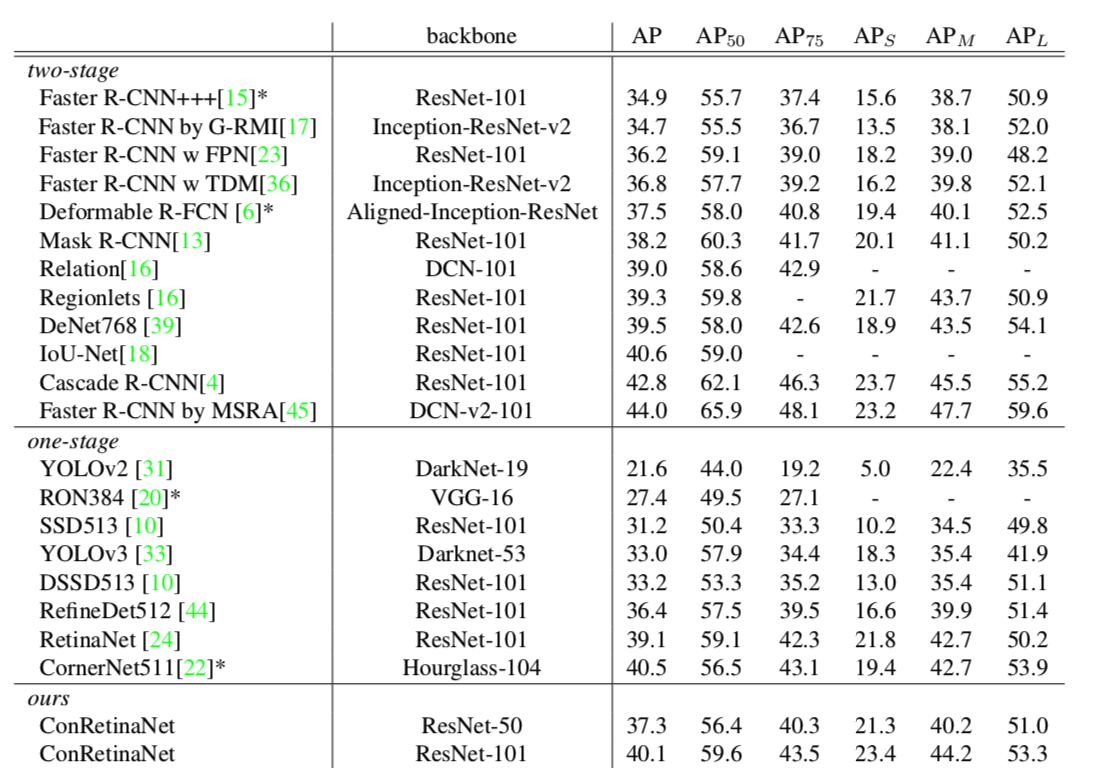 backbone AP AP50 AP75 APS APM APL
two-stage
Faster R-CNN+++[15]* ResNet-101 34.9 55.7 37.4 15.6 38.7 50.9
Faster R-CNN by G-RMI[17] Inception-ResNet-v2 34.7 55.5 36.7 13.5 38.1 52.0
Faster R-CNN w FPN[23] ResNet-101 36.2 59.1 39.0 18.2 39.0 48.2
Faster R-CNN w TDM[36] Inception-ResNet-v2 36.8 57.7 39.2 16.2 39.8 52.1
Deformable R-FCN [6]* Aligned-Inception-ResNet 37.5 58.0 40.8 19.4 40.1 52.5
Mask R-CNN[13] ResNet-101 38.2 60.3 41.7 20.1 41.1 50.2
Relation[16] DCN-101 39.0 58.6 42.9 - - -
Regionlets [16] ResNet-101 39.3 59.8 - 21.7 43.7 50.9
DeNet768 [39] ResNet-101 39.5 58.0 42.6 18.9 43.5 54.1
IoU-Net[18] ResNet-101 40.6 59.0 - - - -
Cascade R-CNN[4] ResNet-101 42.8 62.1 46.3 23.7 45.5 55.2
Faster R-CNN by MSRA[45] DCN-v2-101 44.0 65.9 48.1 23.2 47.7 59.6
one-stage
YOLOv2 [31] DarkNet-19 21.6 44.0 19.2 5.0 22.4 35.5
RON384 [20]* VGG-16 27.4 49.5 27.1 - - -
SSD513 [10] ResNet-101 31.2 50.4 33.3 10.2 34.5 49.8
YOLOv3 [33] Darknet-53 33.0 57.9 34.4 18.3 35.4 41.9
DSSD513 [10] ResNet-101 33.2 53.3 35.2 13.0 35.4 51.1
RefineDet512 [44] ResNet-101 36.4 57.5 39.5 16.6 39.9 51.4
RetinaNet [24] ResNet-101 39.1 59.1 42.3 21.8 42.7 50.2
CornerNet511[22]* Hourglass-104 40.5 56.5 43.1 19.4 42.7 53.9
ours
ConRetinaNet ResNet-50 37.3 56.4 40.3 21.3 40.2 51.0
ConRetinaNet ResNet-101 40.1 59.6 43.5 23.4 44.2 53.3